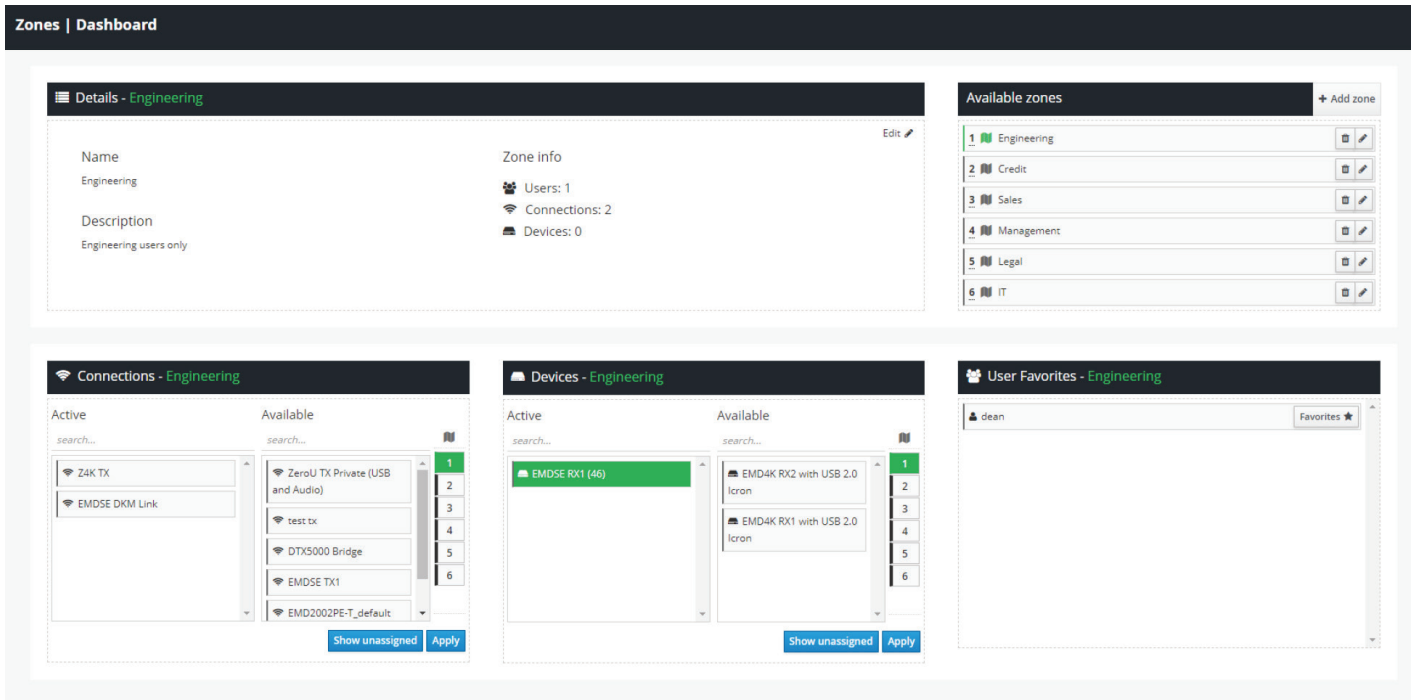 Zones | Dashboard
Details - Engineering
Edit
Name
Engineering
Description
Engineering users only
Zone info
Users: 1
Connections: 2
Devices: 0
Available zones
+ Add zone
1 Engineering
2 Credit
3 Sales
4 Management
5 Legal
6 IT
Connections - Engineering
Active
search...
Z4K TX
EMDSE DKM Link
Available
search...
ZeroU TX Private (USB
and Audio)
test tx
DTX5000 Bridge
EMDSE TX1
EMD2002PE-T_default
1
2
3
4
5
6
Show unassigned
Apply
Devices - Engineering
Active
search...
EMDSE RX1 (46)
Available
search...
EMD4K RX2 with USB 2.0
Icron
EMD4K RX1 with USB 2.0
Icron
1
2
3
4
5
6
Show unassigned
Apply
User Favorites - Engineering
dean
Favorites